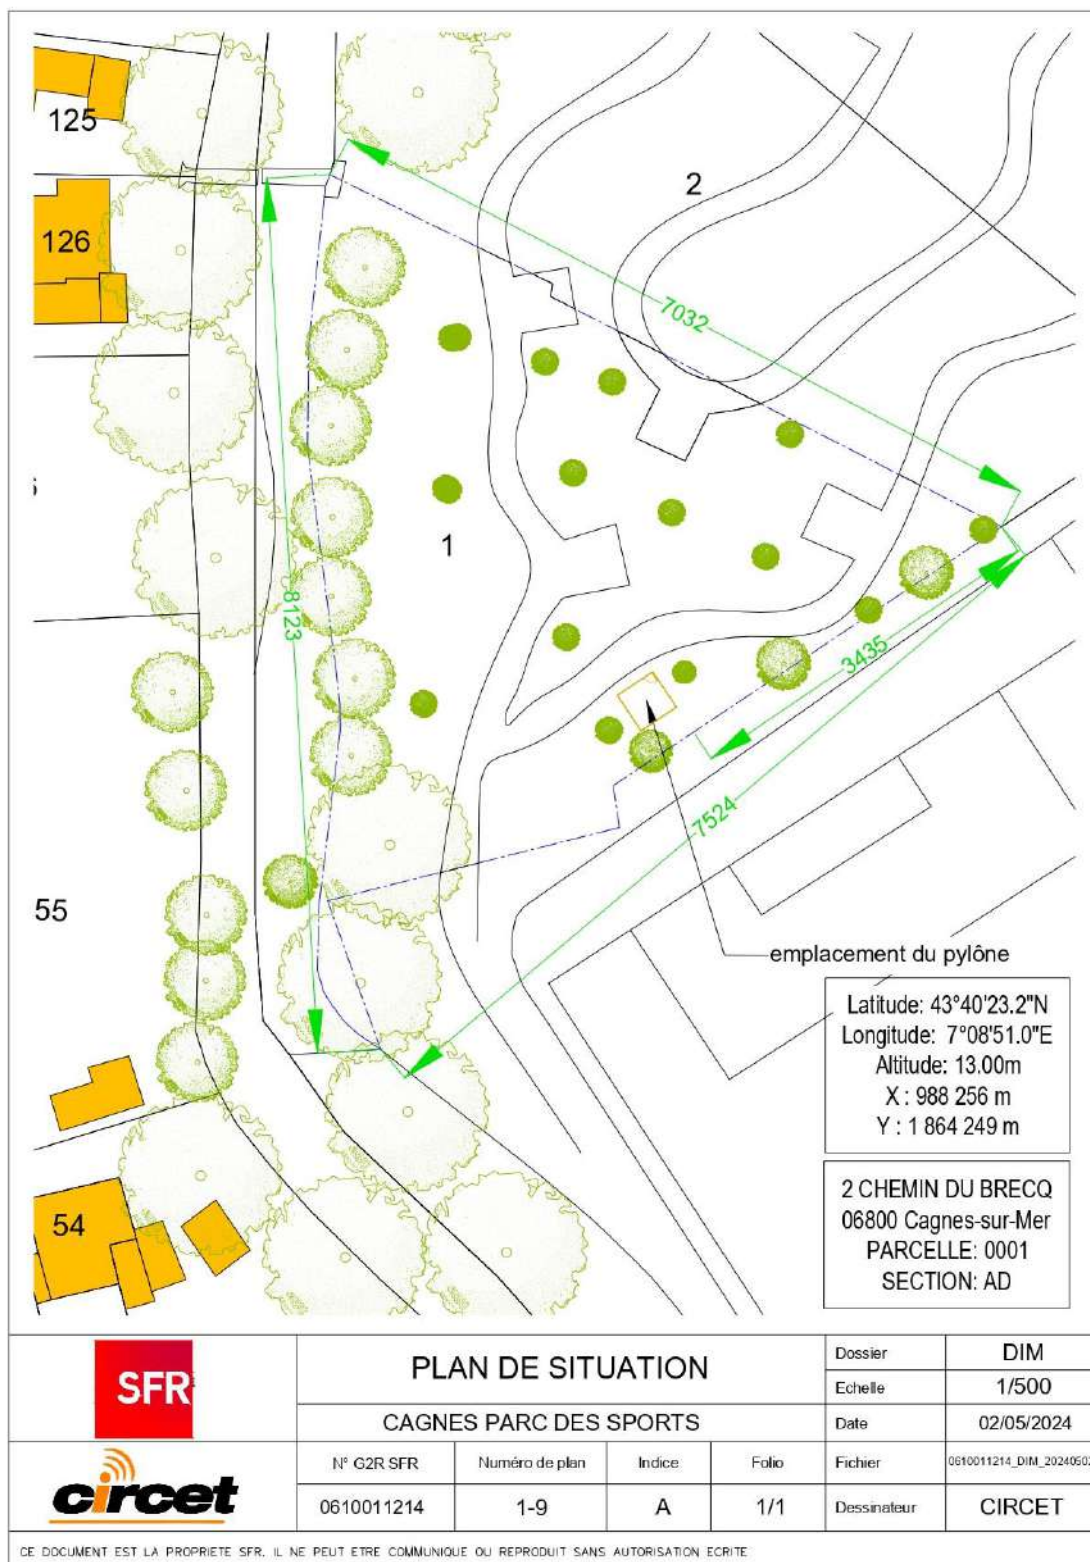 125
2
126
7032
1
8123
3435
7524
55
emplacement du pylône
Latitude: 43°40'23.2"N
Longitude: 7°08'51.0"E
Altitude: 13.00m
X : 988 256 m
Y : 1 864 249 m
2 CHEMIN DU BRECQ
06800 Cagnes-sur-Mer
PARCELLE: 0001
SECTION: AD
54
SFR
PLAN DE SITUATION
Dossier DIM
Echelle 1/500
CAGNES PARC DES SPORTS
Date 02/05/2024
circet
N° G2R SFR Numéro de plan Indice Folio
Fichier
0610011214 1-9 A 1/1
Dessinateur CIRCET
CE DOCUMENT EST LA PROPRIETE SFR. IL NE PEUT ETRE COMMUNIQUE OU REPRODUIT SANS AUTORISATION ECRITE